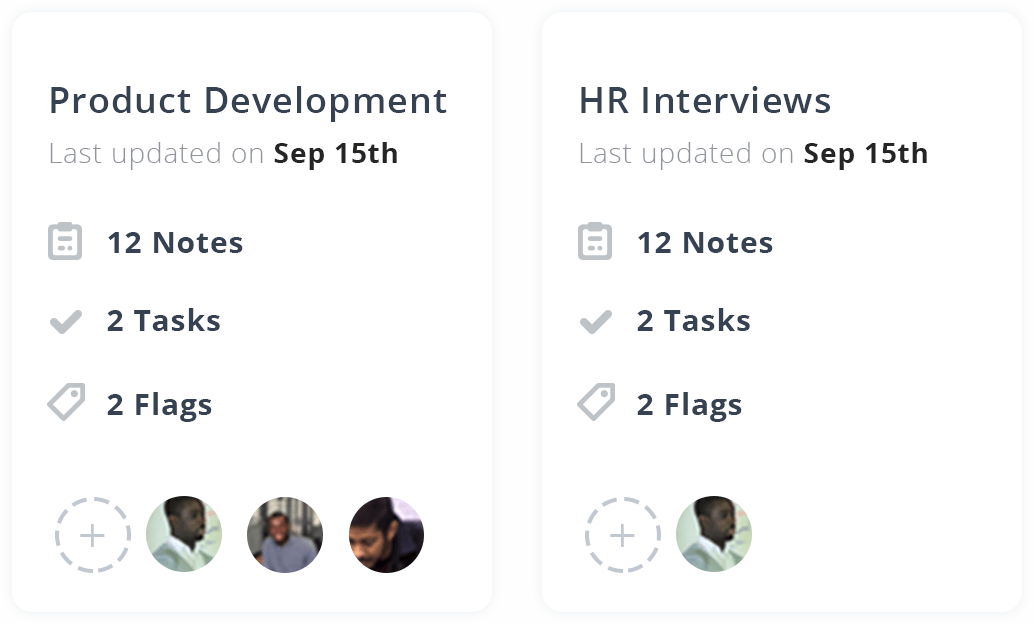 Product Development
Last updated on Sep 15th
12 Notes
2 Tasks
2 Flags
HR Interviews
Last updated on Sep 15th
12 Notes
2 Tasks
2 Flags